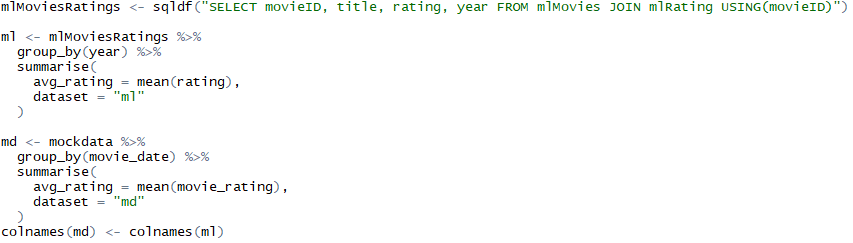 mlMoviesRatings <- sqldf("SELECT movieID, title, rating, year FROM mlMovies JOIN mlRating USING(movieID)")
ml <- mlMoviesRatings %>%
  group_by(year) %>%
  summarise(
    avg_rating = mean(rating),
    dataset = "ml"
  )
md <- mockdata %>%
  group_by(movie_date) %>%
  summarise(
    avg_rating = mean(movie_rating),
    dataset = "md"
  )
colnames(md) <- colnames(ml)